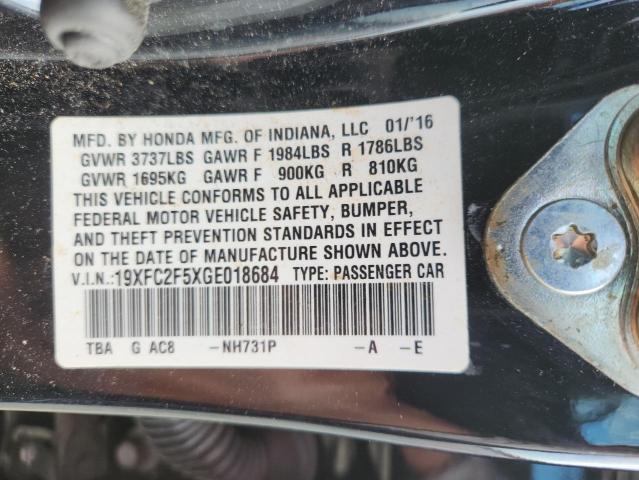 MFD. BY HONDA MFG. OF INDIANA, LLC 01/'16
GVWR 3737LBS GAWR F 1984LBS R 1786LBS
GVWR 1695KG GAWR F 900KG R 810KG
THIS VEHICLE CONFORMS TO ALL APPLICABLE
FEDERAL MOTOR VEHICLE SAFETY, BUMPER,
AND THEFT PREVENTION STANDARDS IN EFFECT
ON THE DATE OF MANUFACTURE SHOWN ABOVE.
V.I.N.:19XFC2F5XGE018684 TYPE: PASSENGER CAR
TBA G AC8 -NH731P -A -E